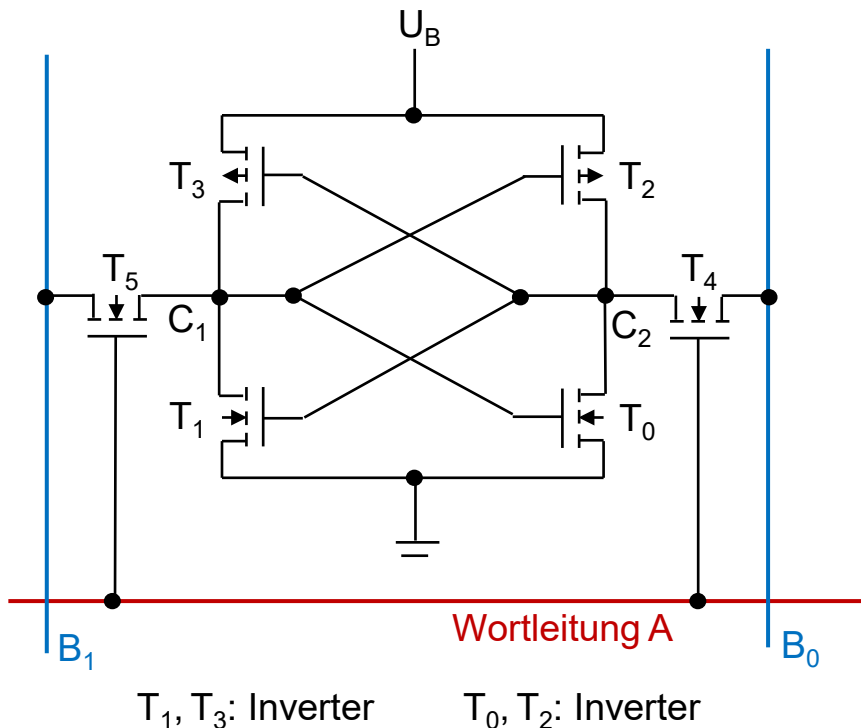 U_B
T_3
T_2
T_5
T_4
C_1
C_2
T_1
T_0
Wortleitung A
B_1
B_0
T_1, T_3: Inverter
T_0, T_2: Inverter